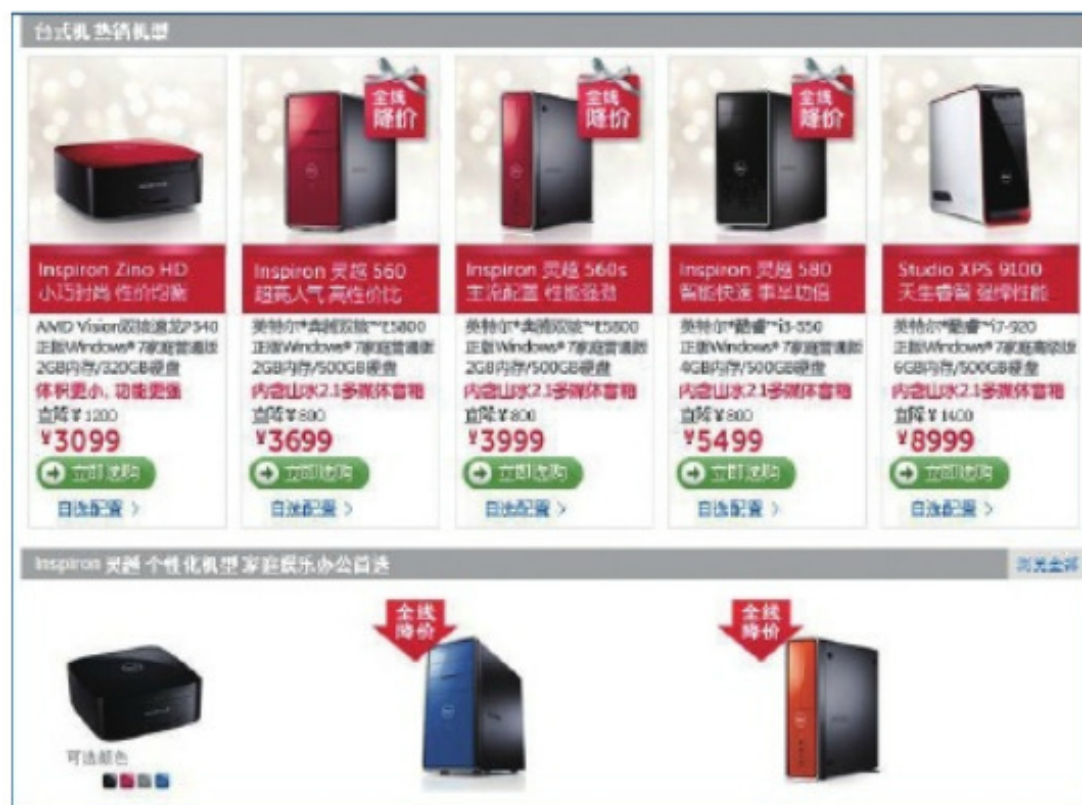 台式机 热销机型
全线
降价
全线
降价
全线
降价
Inspiron Zino HD
小巧时尚 性价均衡
AMD Vision双核速龙P340
正版Windows® 7家庭普通版
2GB内存/320GB硬盘
体积更小，功能更强
直降￥1200
￥3099
立即选购
自选配置 >
Inspiron 灵越 560
超高人气 高性价比
英特尔®奔腾双核™E5800
正版Windows® 7家庭普通版
2GB内存/500GB硬盘
内含山水2.1多媒体音箱
直降￥800
￥3699
立即选购
自选配置 >
Inspiron 灵越 560s
主流配置 性能强劲
英特尔®奔腾双核™E5800
正版Windows® 7家庭普通版
2GB内存/500GB硬盘
内含山水2.1多媒体音箱
直降￥800
￥3999
立即选购
自选配置 >
Inspiron 灵越 580
智能快速 事半功倍
英特尔®酷睿™i3-550
正版Windows® 7家庭普通版
4GB内存/500GB硬盘
内含山水2.1多媒体音箱
直降￥800
￥5499
立即选购
自选配置 >
Studio XPS 9100
天生睿智 强悍性能
英特尔®酷睿™i7-920
正版Windows® 7家庭高级版
6GB内存/500GB硬盘
内含山水2.1多媒体音箱
直降￥1400
￥8999
立即选购
自选配置 >
Inspiron 灵越 个性化机型 家庭娱乐办公首选
浏览全部
全线
降价
全线
降价
可选颜色